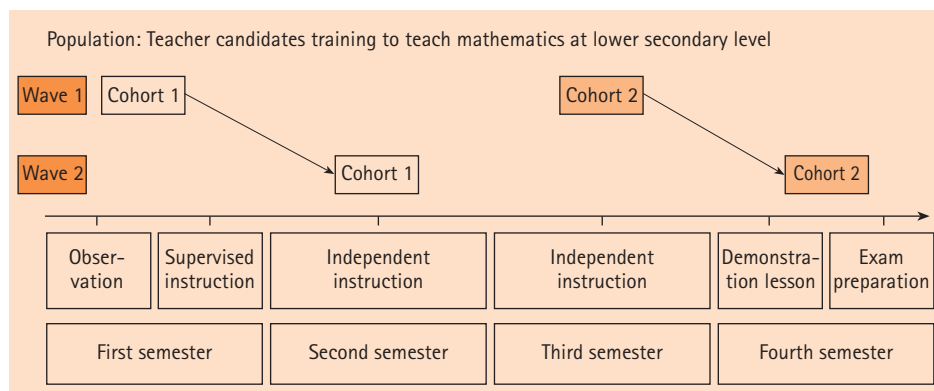 Population: Teacher candidates training to teach mathematics at lower secondary level
Wave 1
Cohort 1
Cohort 2
Wave 2
Cohort 1
Cohort 2
Obser-
vation
Supervised
instruction
Independent
instruction
Independent
instruction
Demonstra-
tion lesson
Exam
preparation
First semester
Second semester
Third semester
Fourth semester